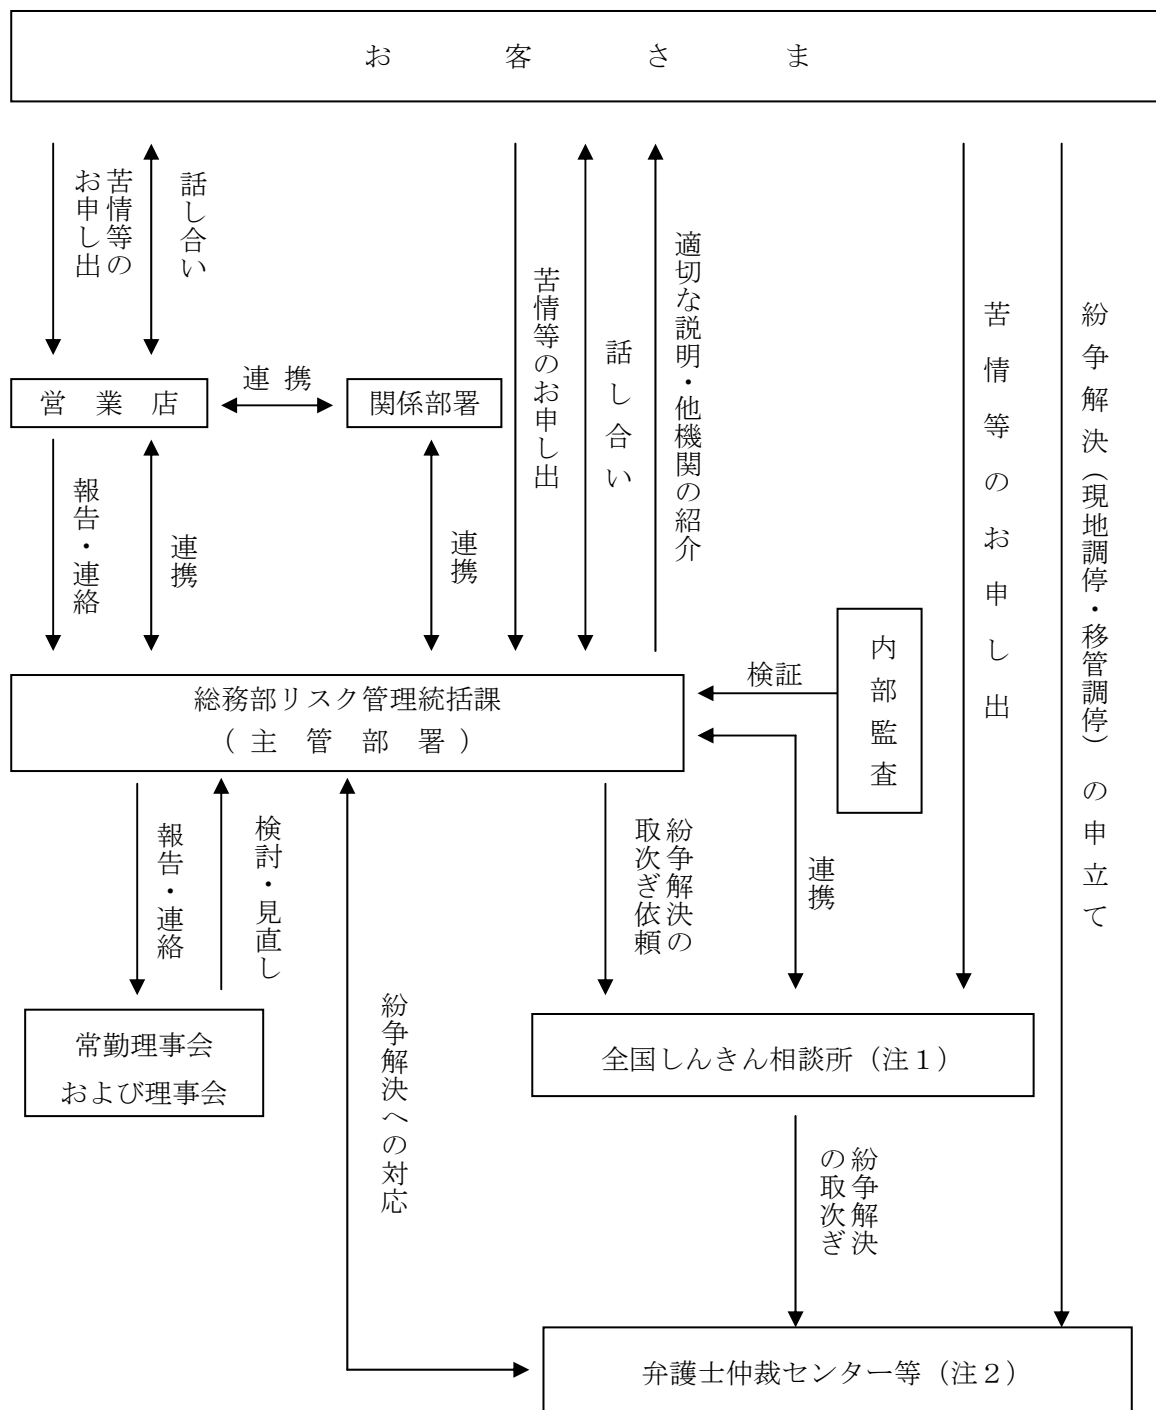 お客さま
苦情等の
お申し出
話し合い
苦情等のお申し出
話し合い
適切な説明・他機関の紹介
苦情等のお申し出
紛争解決（現地調停・移管調停）の申立て
営業店
連携
関係部署
報告・連絡
連携
連携
総務部リスク管理統括課
（主管部署）
検証
内部監査
報告・連絡
検討・見直し
紛争解決への対応
紛争解決の
取次ぎ依頼
連携
常勤理事会
および理事会
全国しんきん相談所（注１）
紛争解決
の取次ぎ
弁護士仲裁センター等（注２）